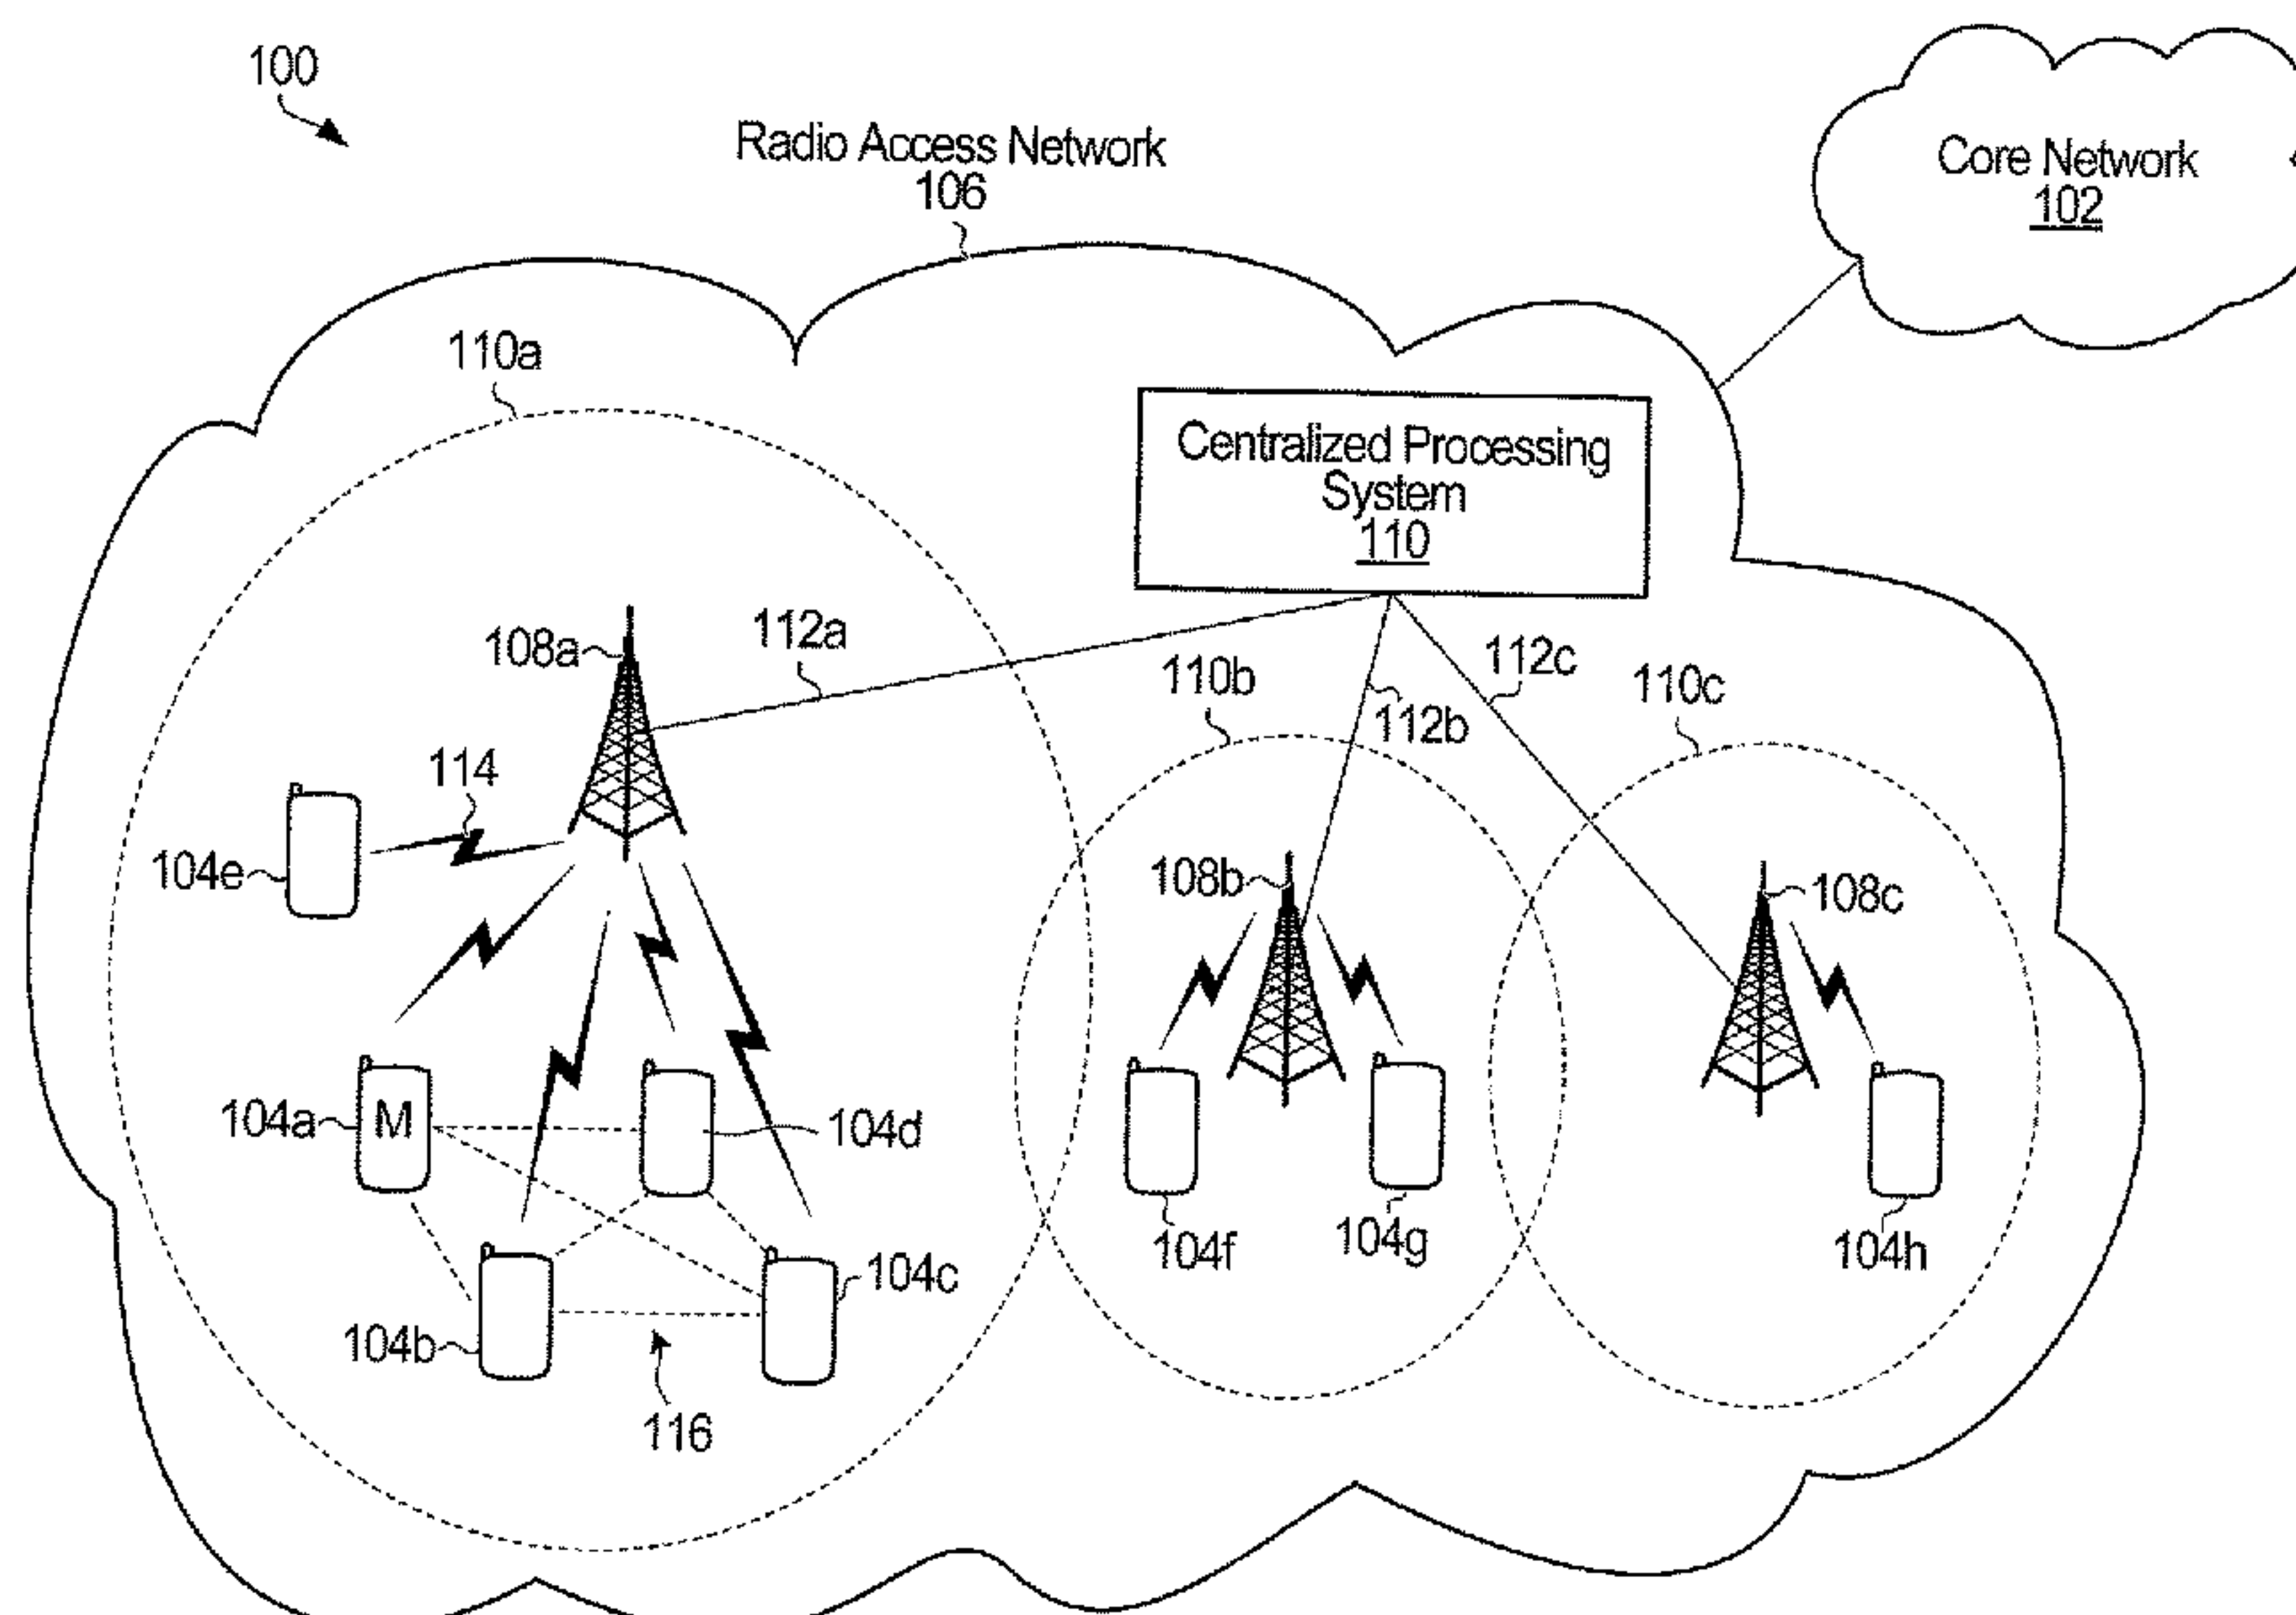 100
Radio Access Network
106
Core Network
102
110a
Centralized Processing
System
110
108a
112a
112b
112c
110b
110c
114
104e
108b
108c
104a
M
104d
104f
104g
104h
104c
104b
116